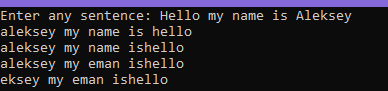 Enter any sentence: Hello my name is Aleksey
aleksey my name is hello
aleksey my name ishello
aleksey my eman ishello
eksey my eman ishello